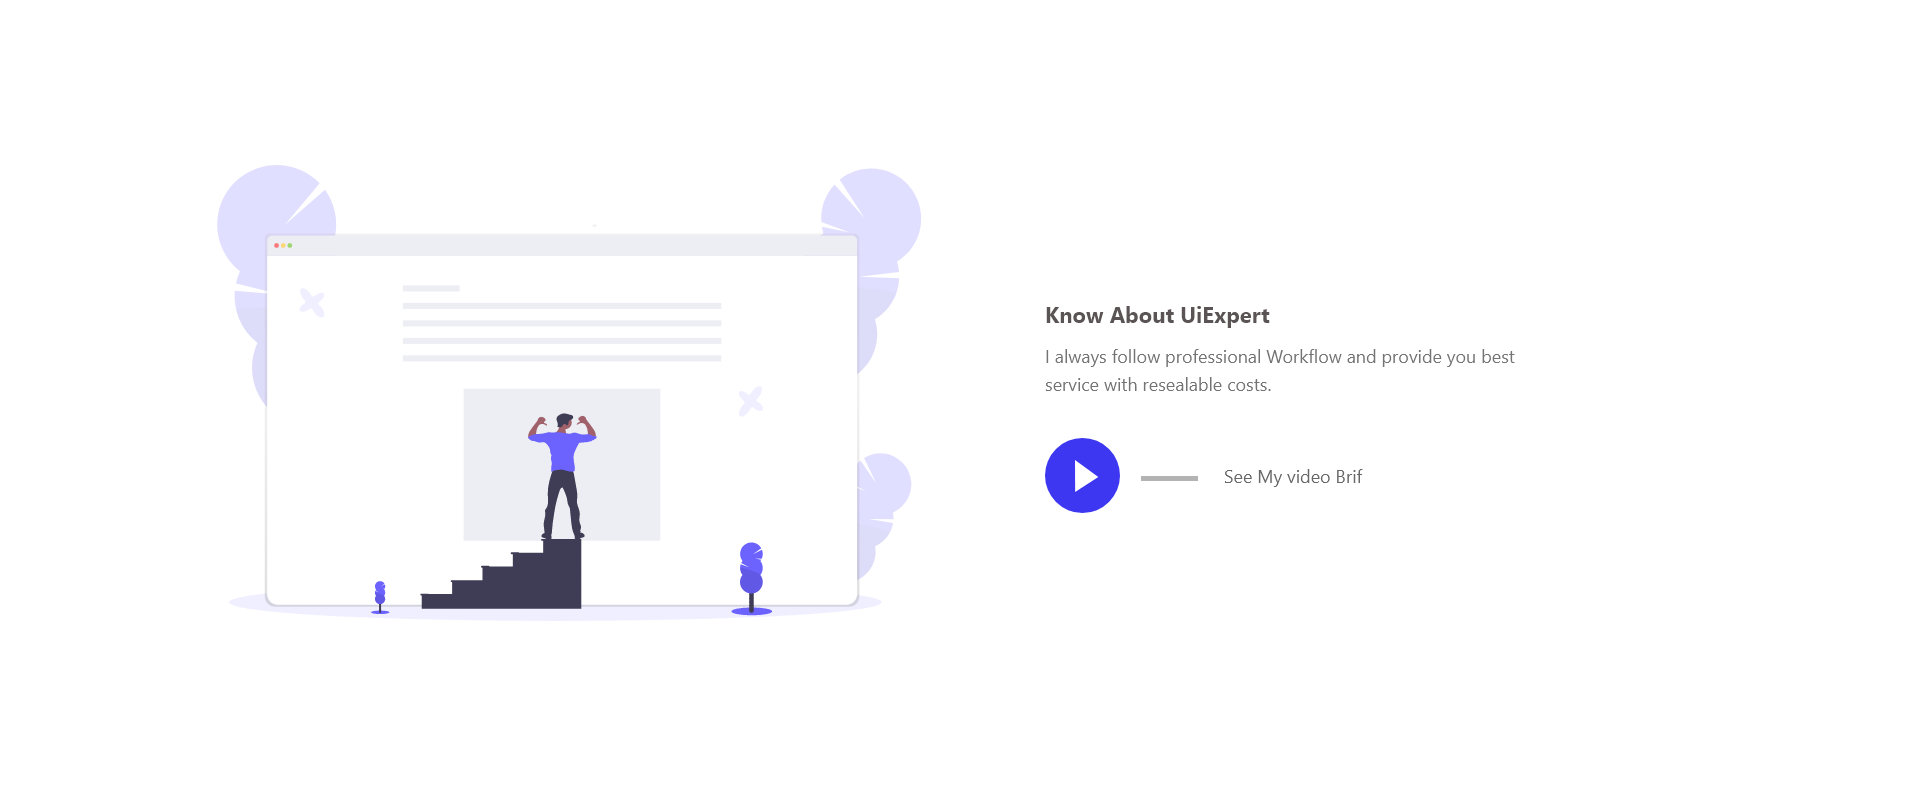 Know About UiExpert
I always follow professional Workflow and provide you best
service with resealable costs.
See My video Brif